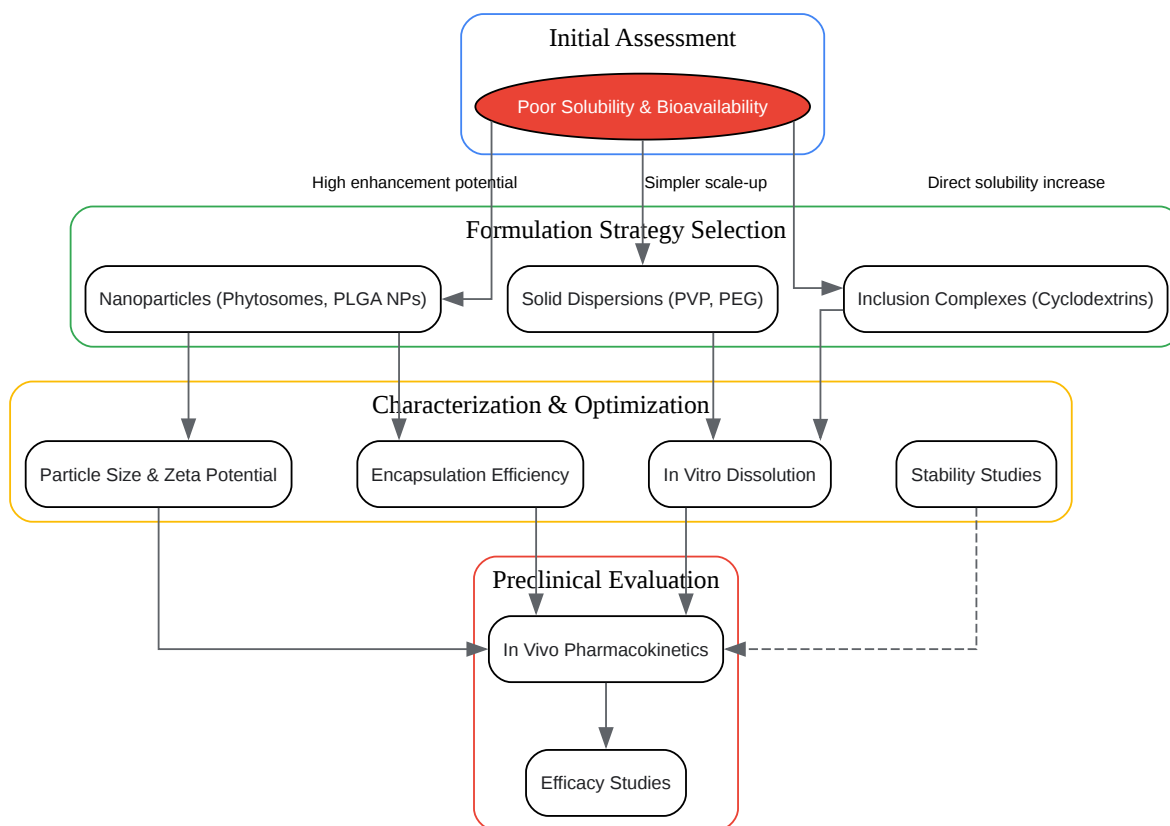 Initial Assessment
Poor Solubility & Bioavailability
High enhancement potential
Simpler scale-up
Direct solubility increase
Formulation Strategy Selection
Nanoparticles (Phytosomes, PLGA NPs)
Solid Dispersions (PVP, PEG)
Inclusion Complexes (Cyclodextrins)
Characterization & Optimization
Particle Size & Zeta Potential
Encapsulation Efficiency
In Vitro Dissolution
Stability Studies
Preclinical Evaluation
In Vivo Pharmacokinetics
Efficacy Studies